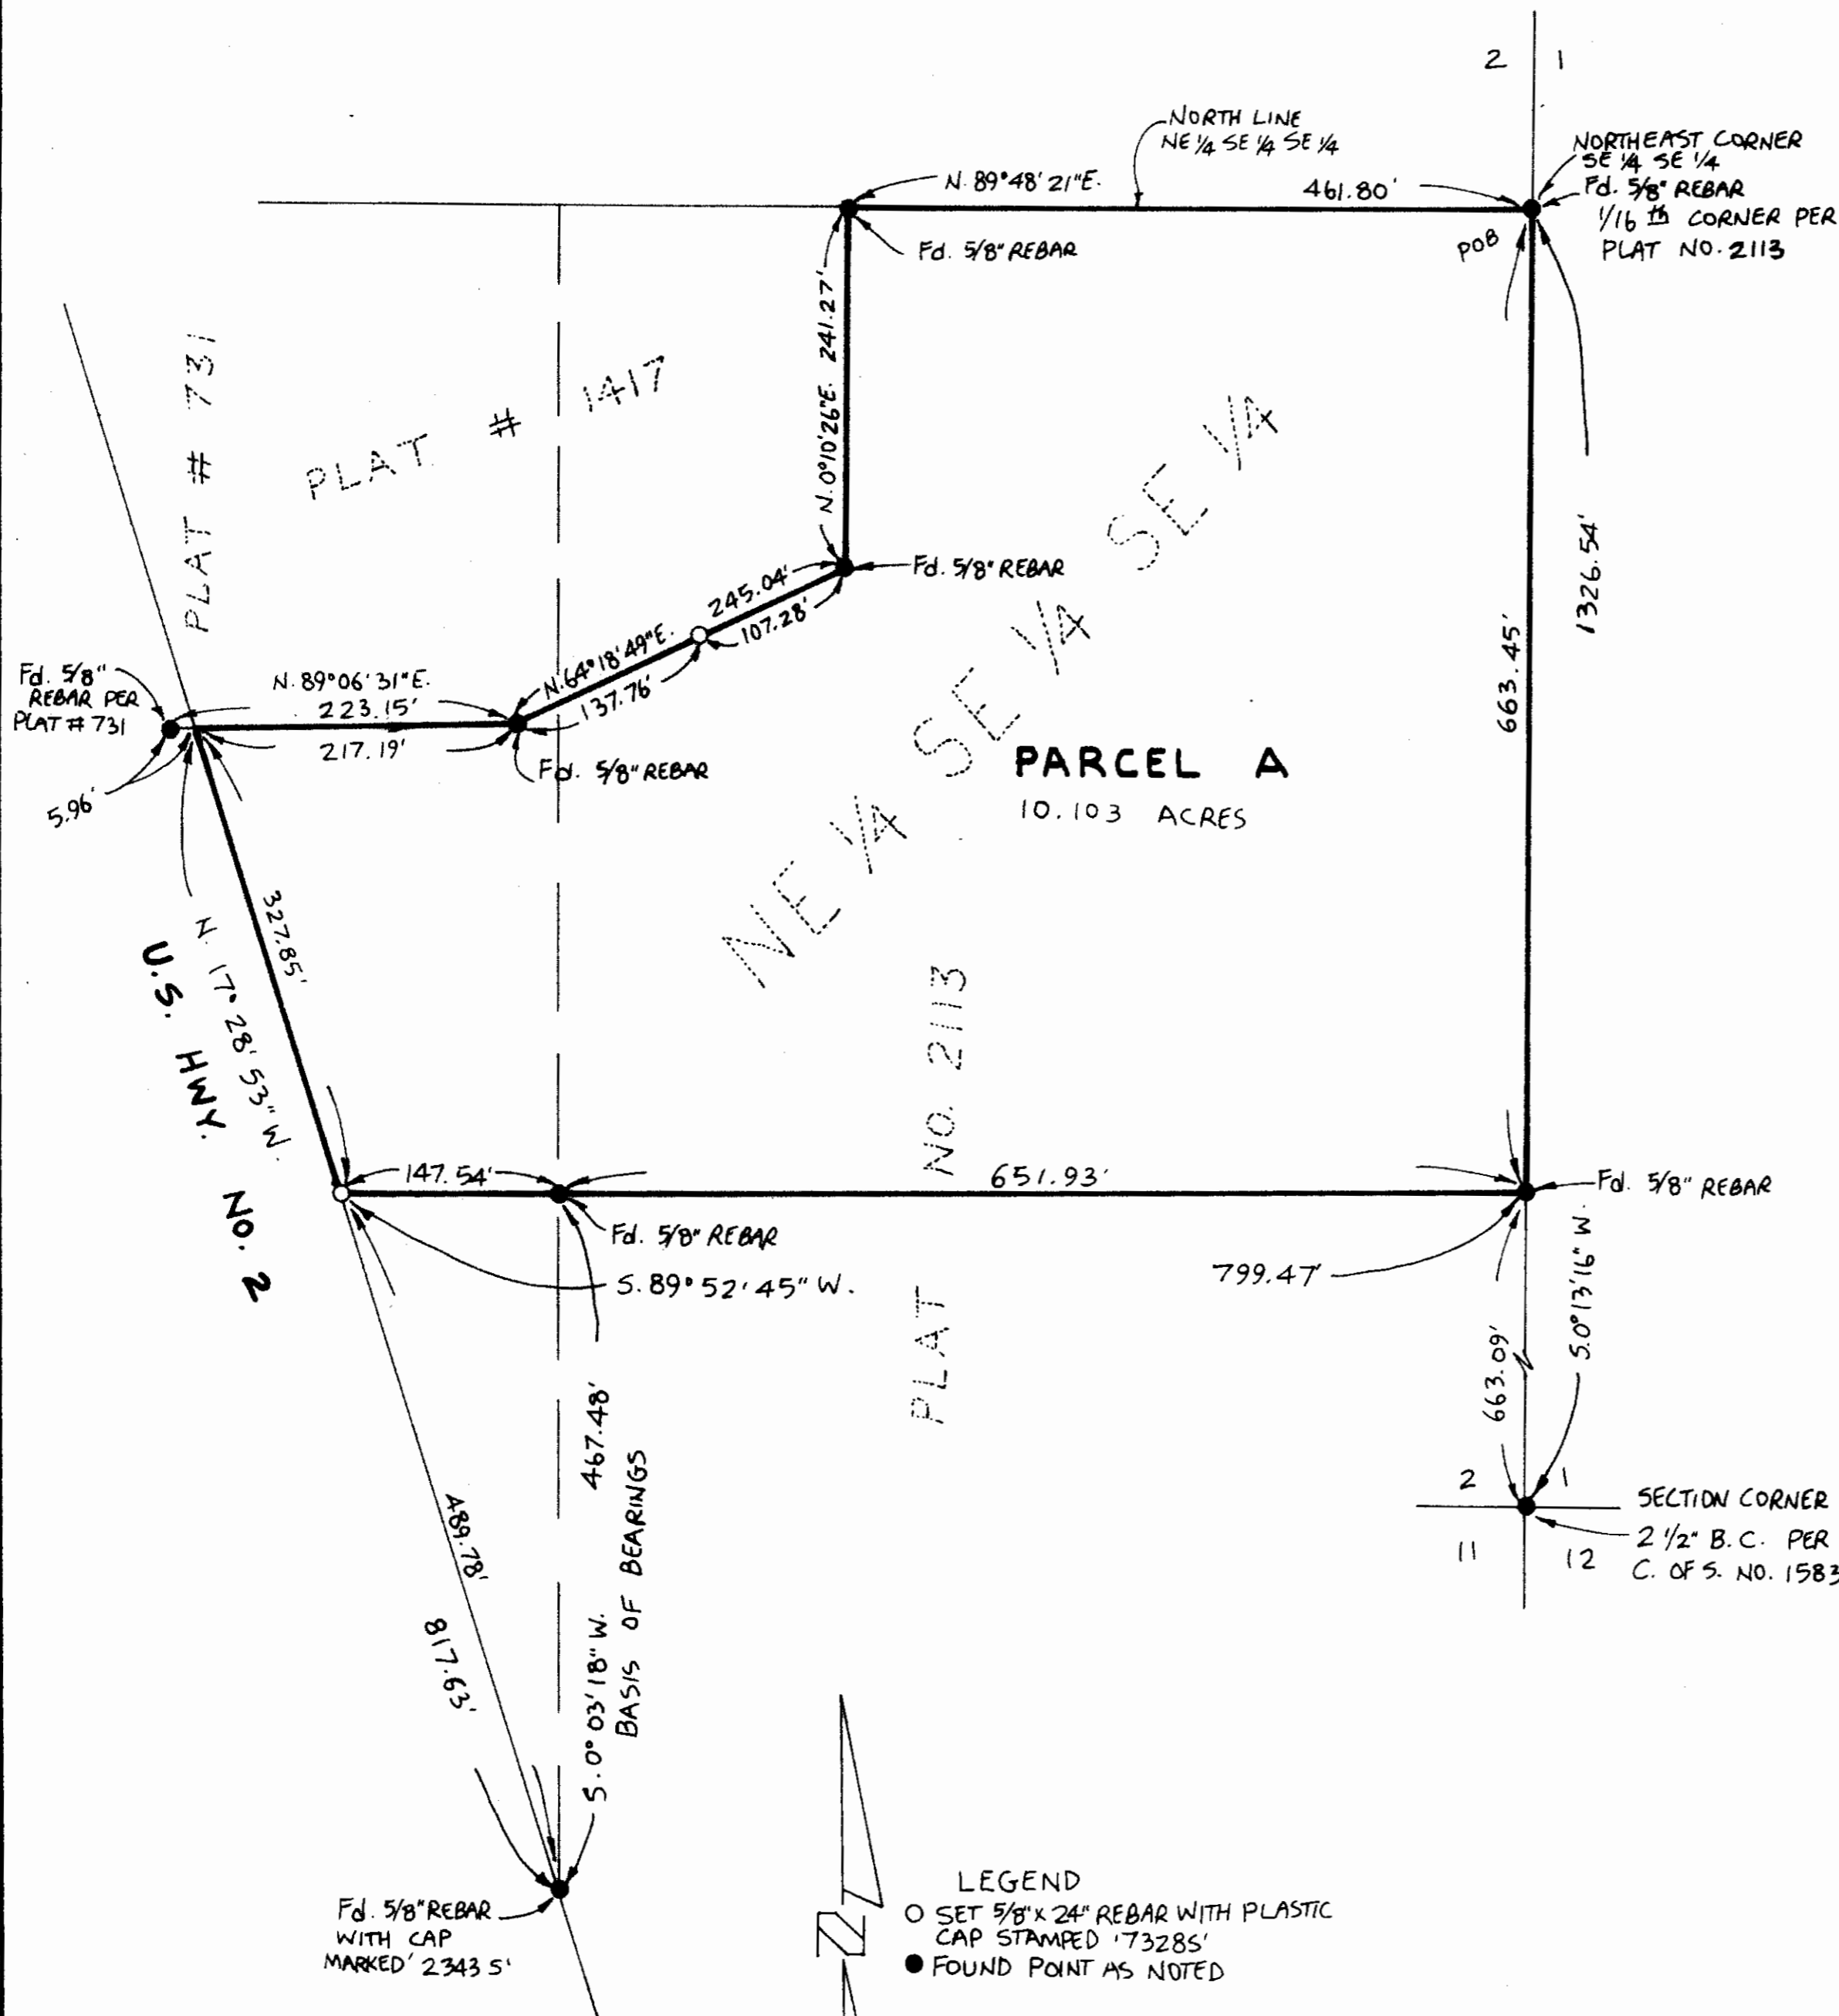 2 1
NORTH LINE
NE 1/4 SE 1/4 SE 1/4
NORTHEAST CORNER
SE 1/4 SE 1/4
Fd. 5/8" REBAR
1/16 th CORNER PER
PLAT NO. 2113
N. 89°48'21"E.
461.80'
POB
Fd. 5/8" REBAR
N. 0°10'26"E. 241.27'
PLAT # 731
PLAT # 1417
NE 1/4 SE 1/4 SE 1/4
1326.54'
663.45'
Fd. 5/8" REBAR
245.04'
107.28'
N. 64°18'49"E.
137.76'
Fd. 5/8"
REBAR PER
PLAT # 731
N. 89°06'31"E.
223.15'
217.19'
Fd. 5/8" REBAR
5.96'
PARCEL A
10.103 ACRES
327.85'
N. 17° 28' 53" W.
U.S. HWY. NO. 2
PLAT NO. 2113
147.54'
651.93'
Fd. 5/8" REBAR
Fd. 5/8" REBAR
S. 89° 52' 45" W.
799.47'
S. 0°13'16" W.
663.09'
467.48'
S. 0° 03' 18" W.
BASIS OF BEARINGS
489.78'
817.63'
2 1
11 12
SECTION CORNER
2 1/2" B.C. PER
C. OF S. NO. 1583
Fd. 5/8" REBAR
WITH CAP
MARKED ' 2343 S'
N
LEGEND
SET 5/8" x 24" REBAR WITH PLASTIC
CAP STAMPED '7328S'
FOUND POINT AS NOTED